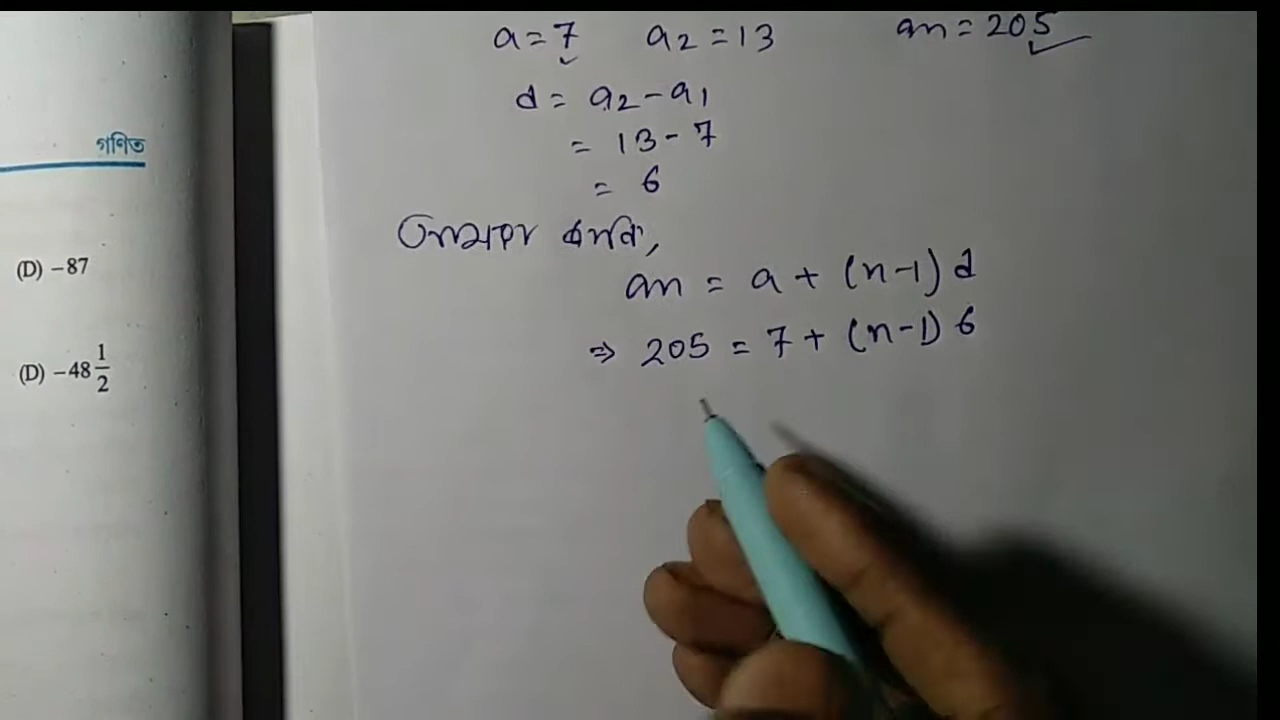 গণিত
(D) −87
(D) −48 1/2
a = 7 a2 = 13 an = 205
d = a2 − a1
= 13 − 7
= 6
an = a + (n−1) d
⇒ 205 = 7 + (n−1) 6